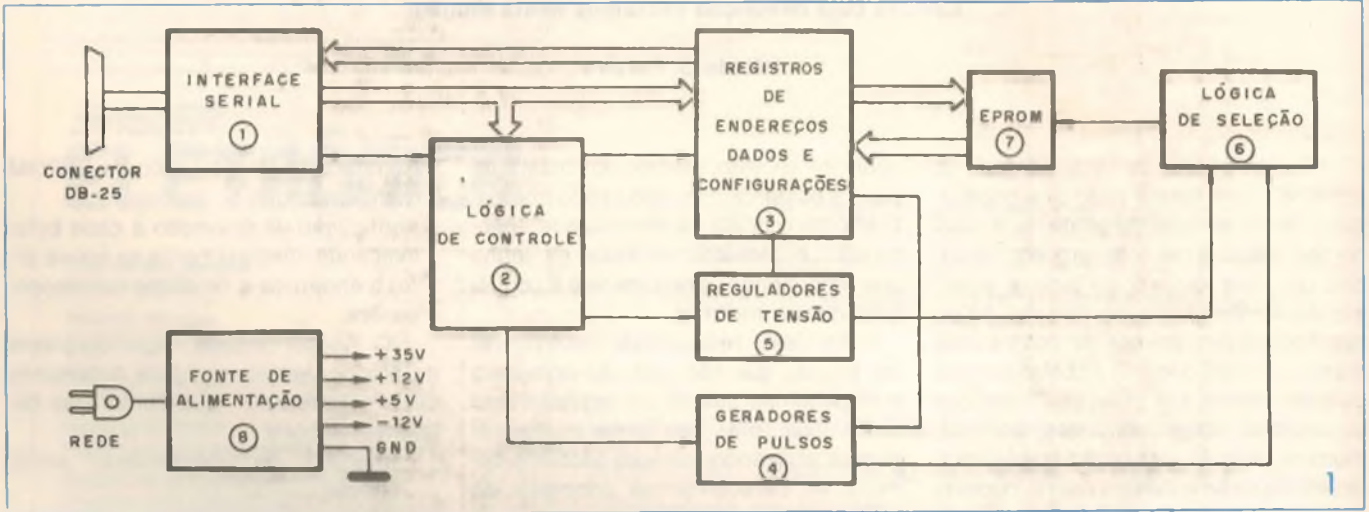 INTERFACE
SERIAL
1
CONECTOR
DB-25
LÓGICA
DE CONTROLE
2
REGISTROS
DE
ENDEREÇOS
DADOS E
CONFIGURAÇÕES
3
EPROM
7
LÓGICA
DE SELEÇÃO
6
REGULADORES
DE TENSÃO
5
GERADORES
DE PULSOS
4
REDE
FONTE DE
ALIMENTAÇÃO
8
+35V
+12V
+5V
-12V
GND
1